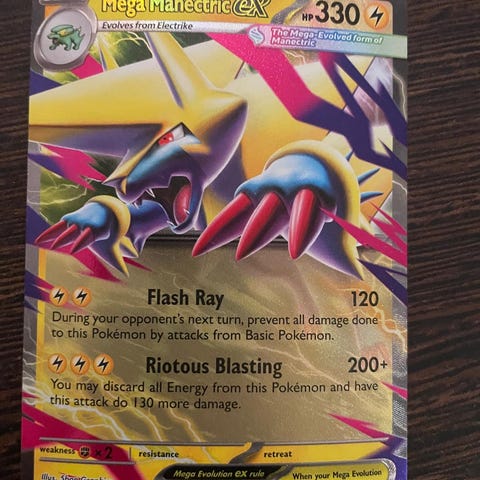 Mega Manectric ex HP 330
Evolves from Electrike
The Mega-Evolved form of
Manectric
Flash Ray 120
During your opponent's next turn, prevent all damage done
to this Pokémon by attacks from Basic Pokémon.
Riotous Blasting 200+
You may discard all Energy from this Pokémon and have
this attack do 130 more damage.
weakness ×2 resistance retreat
Illus.
Mega Evolution ex rule
When your Mega Evolution